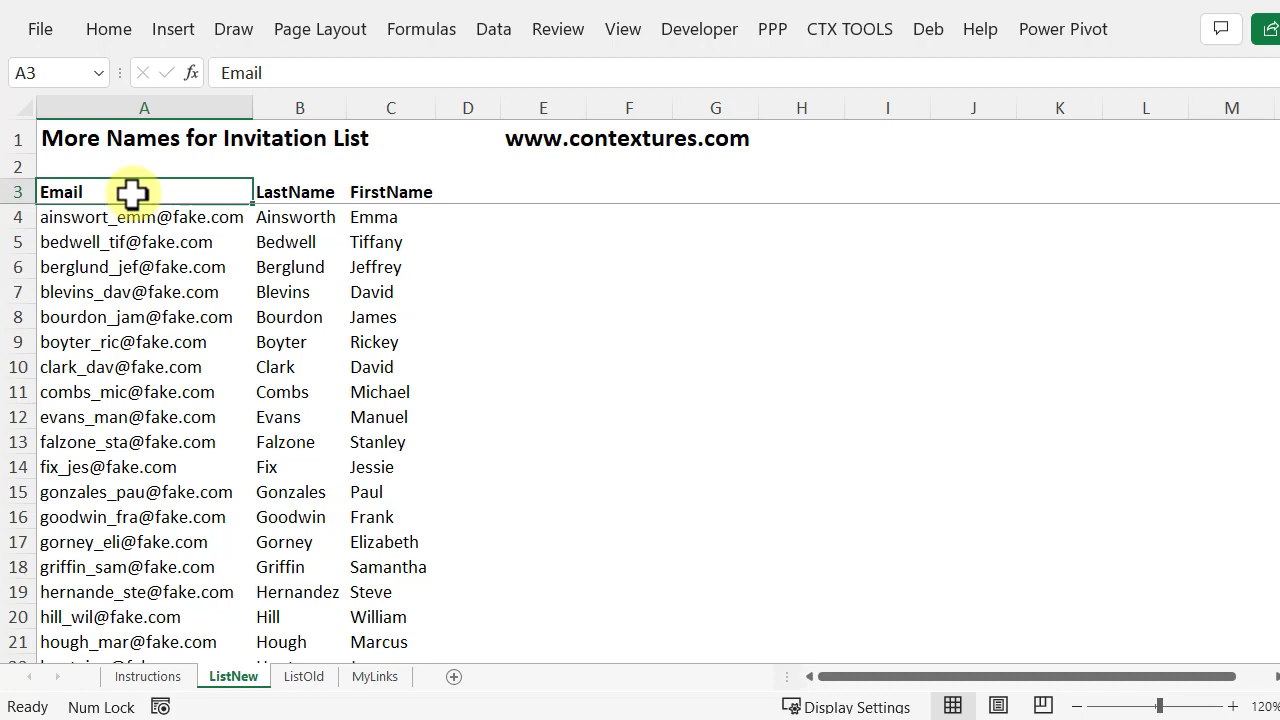 File Home Insert Draw Page Layout Formulas Data Review View Developer PPP CTX TOOLS Deb Help Power Pivot
A3 fx Email
A B C D E F G H I J K L M
1 More Names for Invitation List www.contextures.com
2
3 Email LastName FirstName
4 ainswort_emm@fake.com Ainsworth Emma
5 bedwell_tif@fake.com Bedwell Tiffany
6 berglund_jef@fake.com Berglund Jeffrey
7 blevins_dav@fake.com Blevins David
8 bourdon_jam@fake.com Bourdon James
9 boyter_ric@fake.com Boyter Rickey
10 clark_dav@fake.com Clark David
11 combs_mic@fake.com Combs Michael
12 evans_man@fake.com Evans Manuel
13 falzone_sta@fake.com Falzone Stanley
14 fix_jes@fake.com Fix Jessie
15 gonzales_pau@fake.com Gonzales Paul
16 goodwin_fra@fake.com Goodwin Frank
17 gorney_eli@fake.com Gorney Elizabeth
18 griffin_sam@fake.com Griffin Samantha
19 hernande_ste@fake.com Hernandez Steve
20 hill_wil@fake.com Hill William
21 hough_mar@fake.com Hough Marcus
Instructions ListNew ListOld MyLinks
Ready Num Lock Display Settings 120%